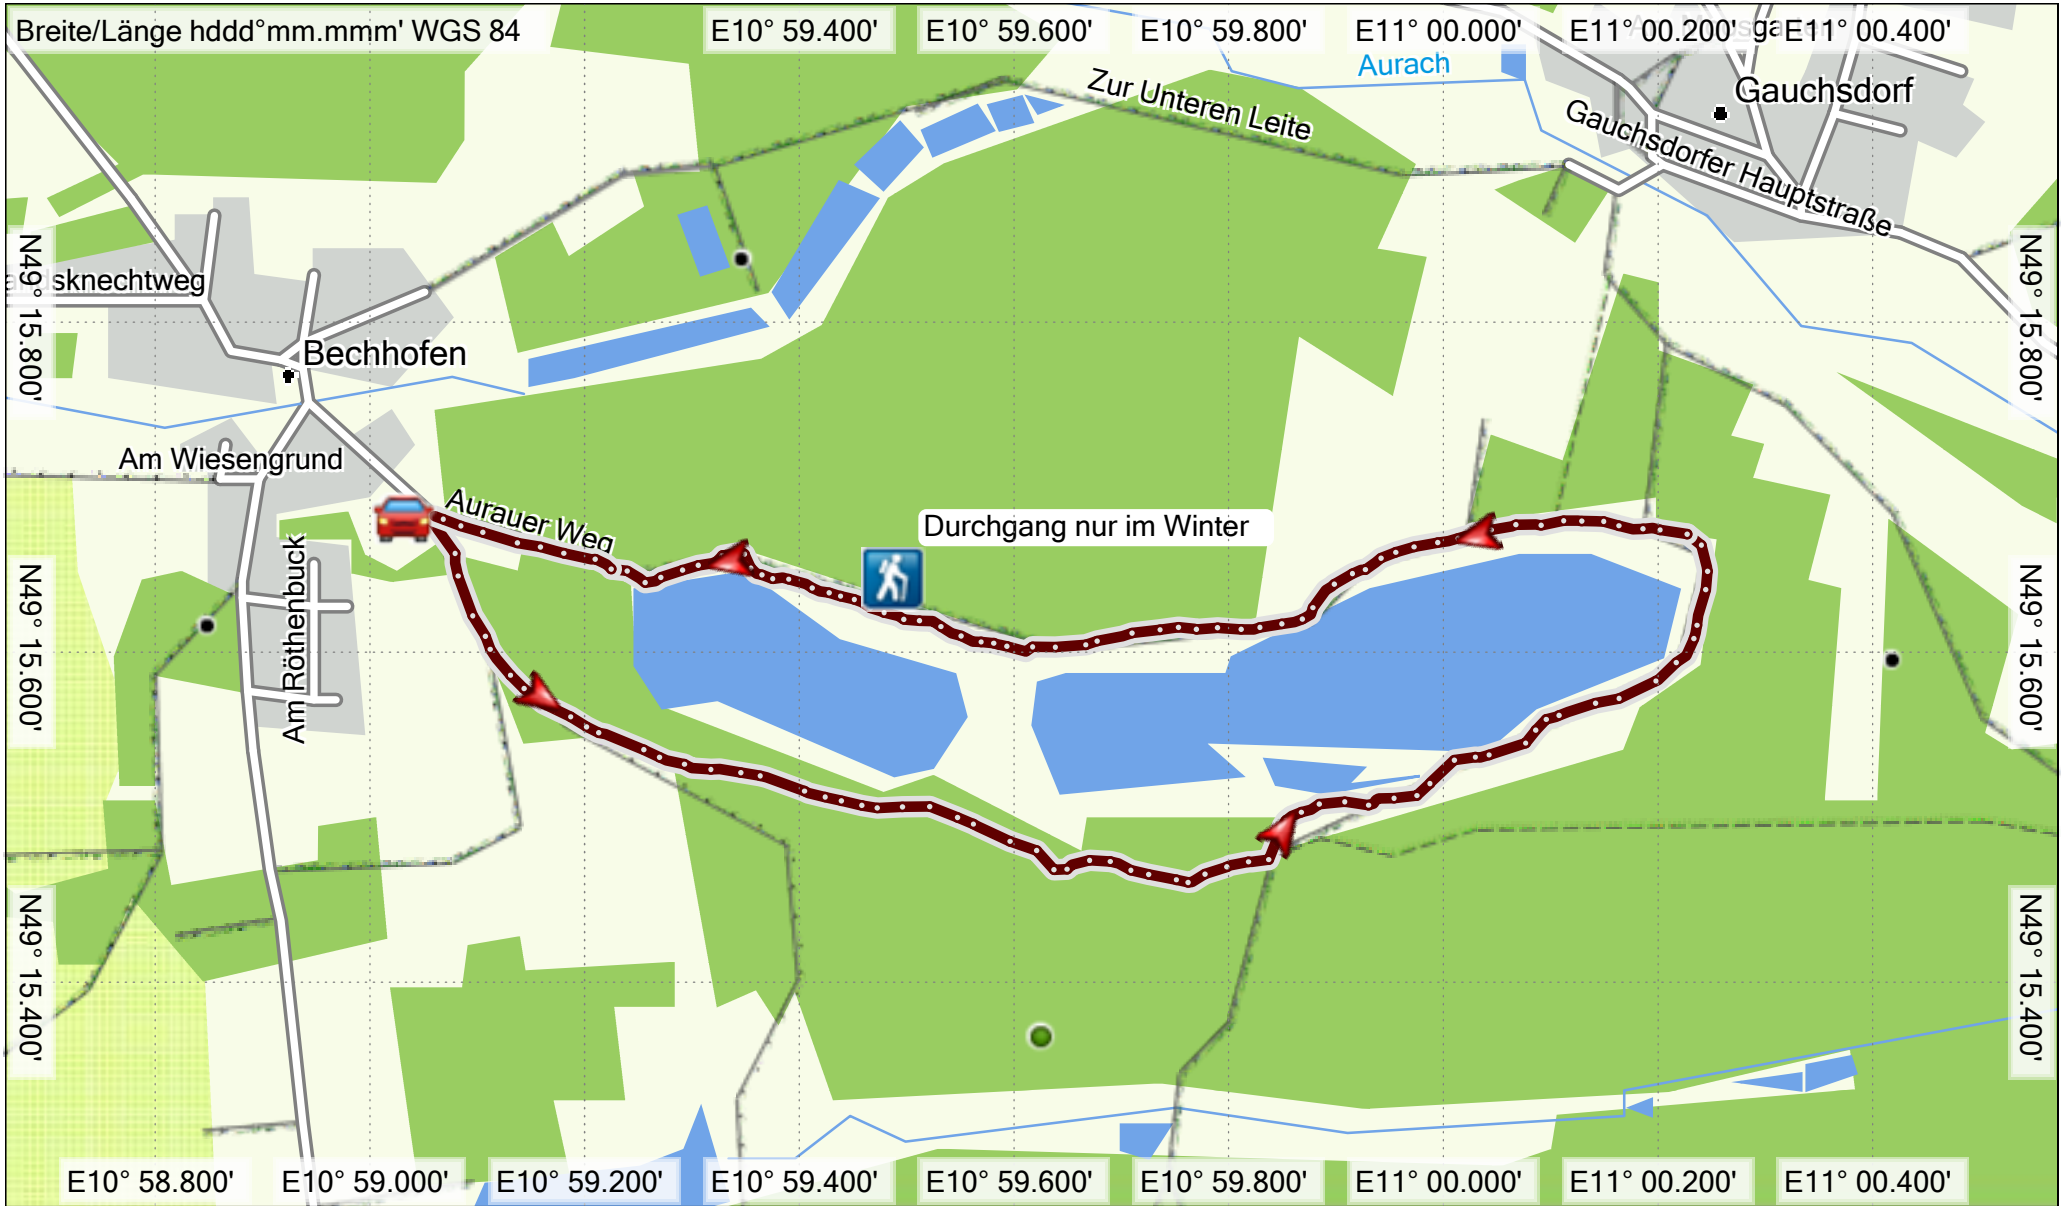 Breite/Länge hddd°mm.mmm' WGS 84
E10° 59.400'
E10° 59.600'
E10° 59.800'
E11° 00.000'
E11° 00.200'
E11° 00.400'
Aurach
Zur Unteren Leite
Gauchsdorf
Gauchsdorfer Hauptstraße
N49° 15.800'
N49° 15.800'
andsknechtweg
Bechhofen
Am Wiesengrund
Aurauer Weg
Durchgang nur im Winter
Am Röthenbuck
N49° 15.600'
N49° 15.600'
N49° 15.400'
N49° 15.400'
E10° 58.800'
E10° 59.000'
E10° 59.200'
E10° 59.400'
E10° 59.600'
E10° 59.800'
E11° 00.000'
E11° 00.200'
E11° 00.400'